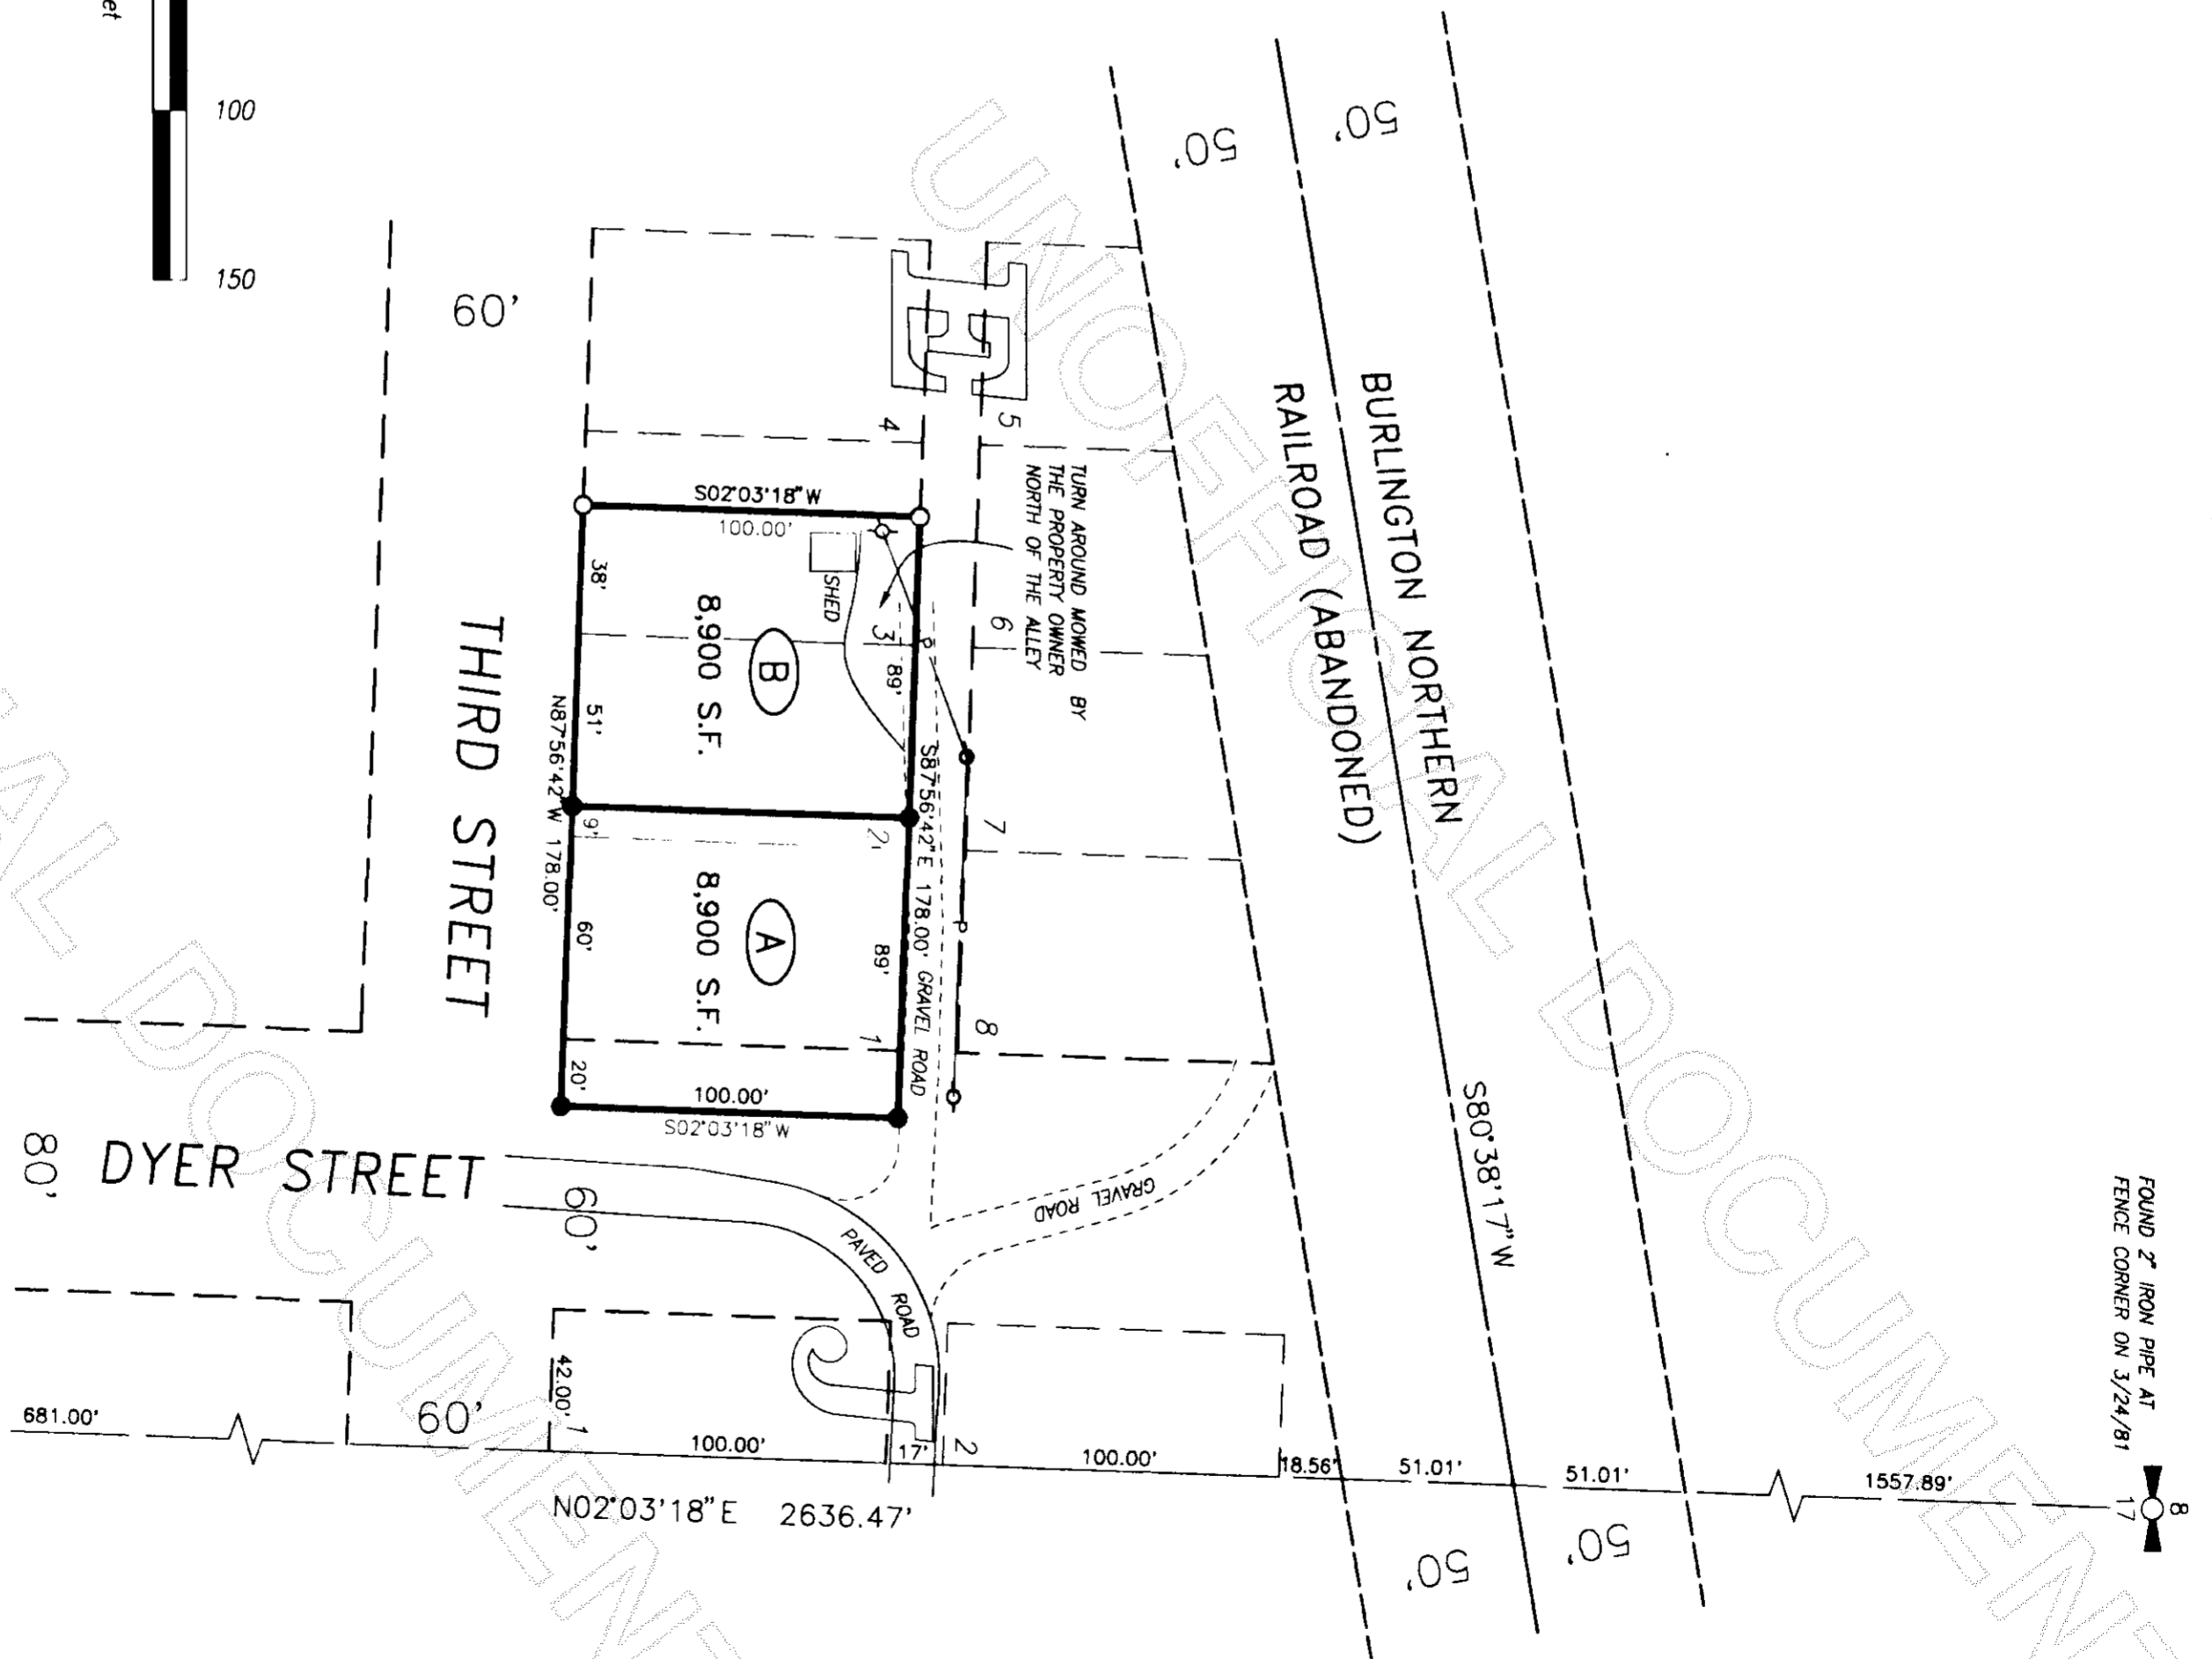 et
100
150
60'
THIRD STREET
80'
DYER STREET
60'
60'
50'
50'
BURLINGTON NORTHERN
RAILROAD (ABANDONED)
S80°38'17"W
50'
50'
TURN AROUND MOWED BY
THE PROPERTY OWNER
NORTH OF THE ALLEY
5
6
7
8
4
3
2
1
S02°03'18"W
100.00'
SHED
B
8,900 S.F.
89'
38'
51'
A
8,900 S.F.
89'
9'
60'
20'
N87°56'42"W 178.00'
S87°56'42"E 178.00'
GRAVEL ROAD
P
P
100.00'
S02°03'18"W
GRAVEL ROAD
PAVED ROAD
42.00'
1
2
681.00'
100.00'
17'
100.00'
18.56'
51.01'
51.01'
1557.89'
N02°03'18"E 2636.47'
FOUND 2" IRON PIPE AT
FENCE CORNER ON 3/24/81
8
17
UNOFFICIAL DOCUMENT
AL DOCUMENT